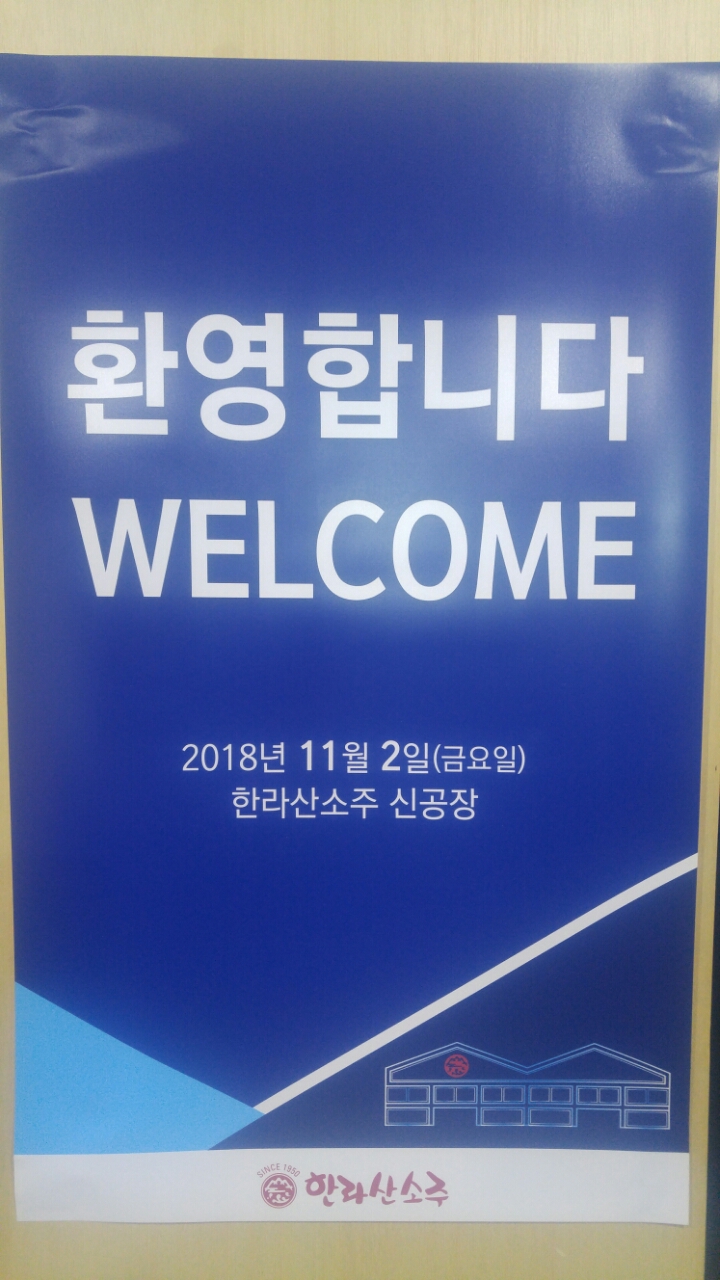 환영합니다
WELCOME
2018년 11월 2일(금요일)
한라산소주 신공장
SINCE 1950
한라산소주